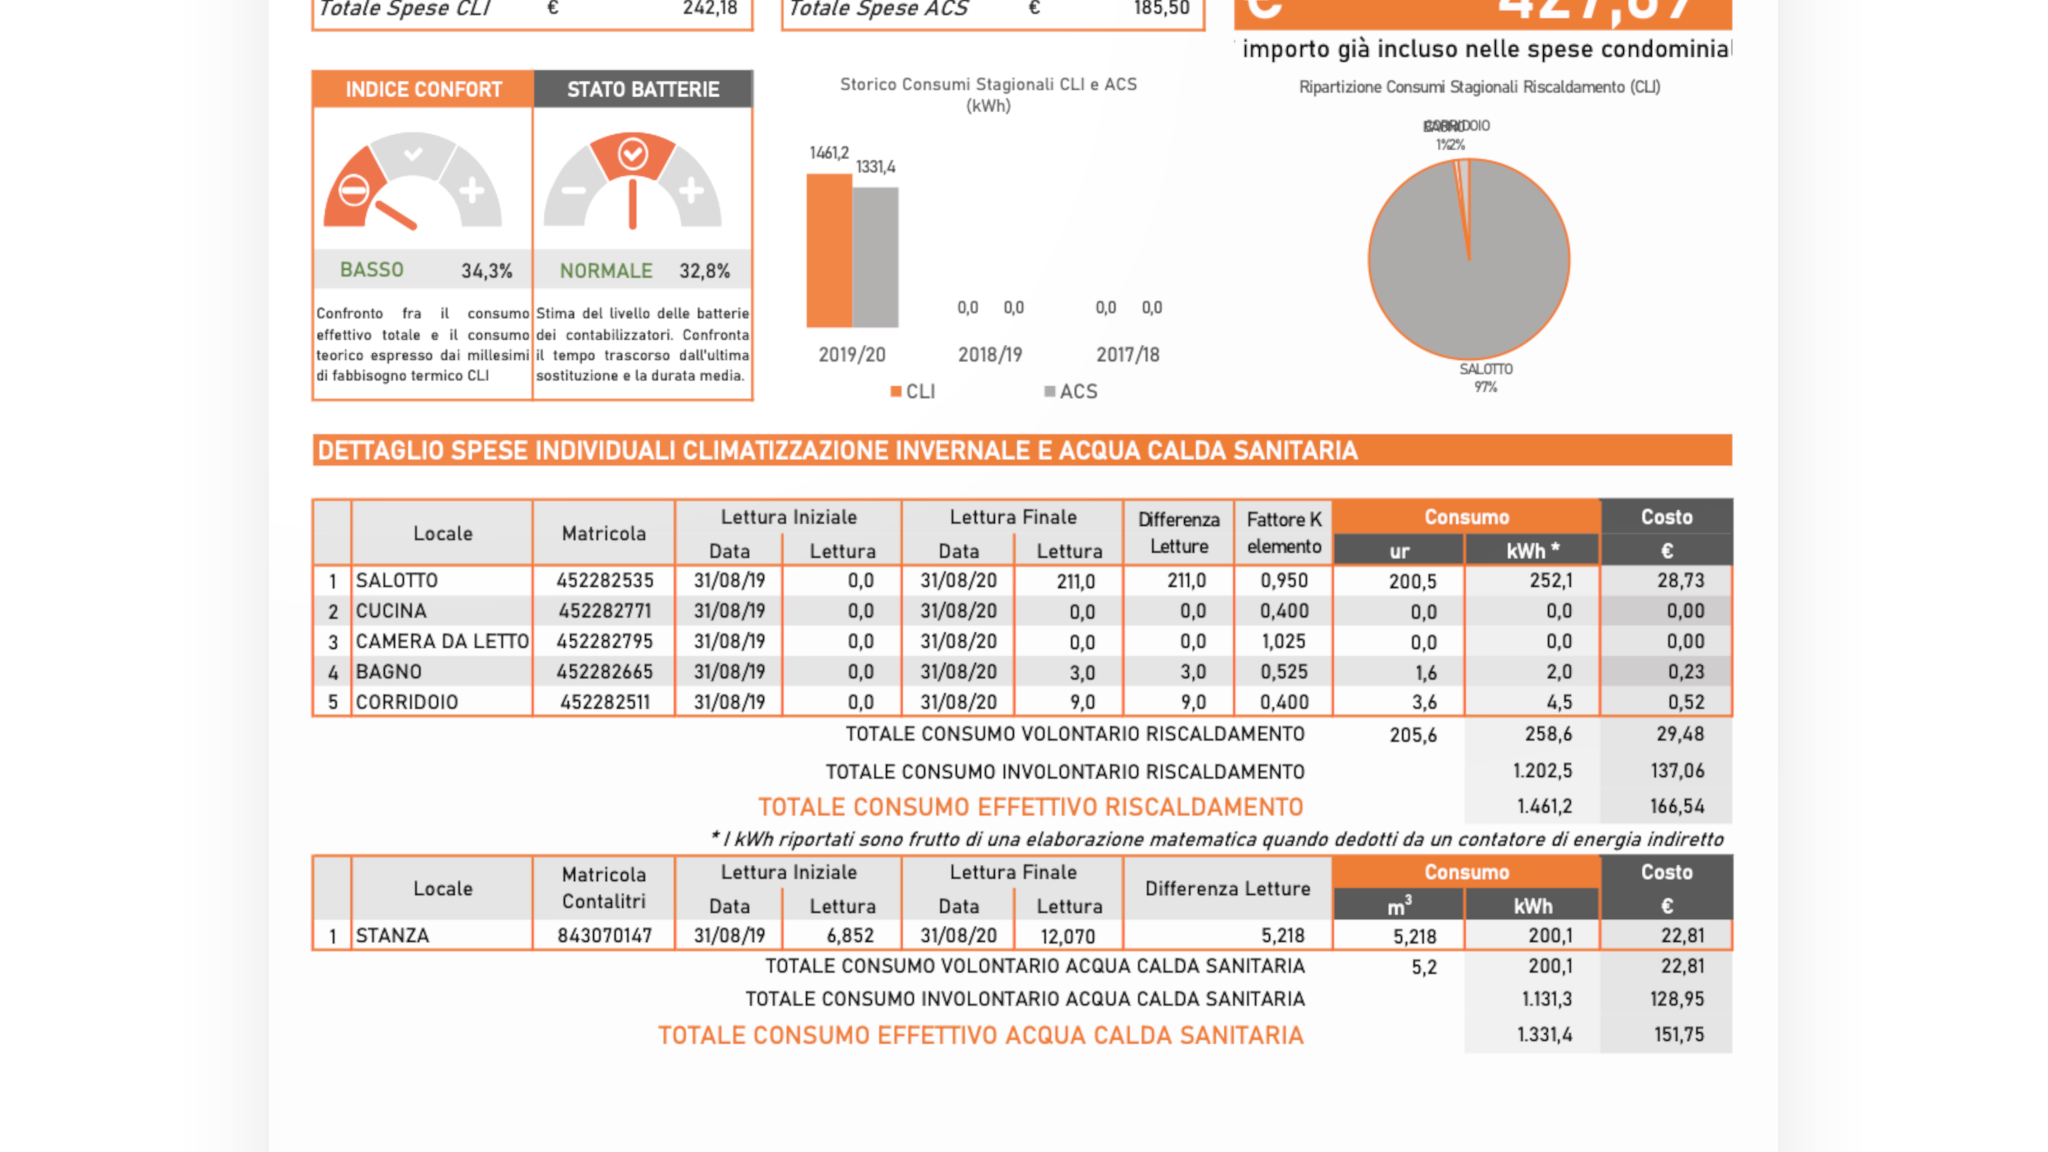 Totale Spese CLI € 242,18
Totale Spese ACS € 185,50
importo già incluso nelle spese
INDICE CONFORT
STATO BATTERIE
BASSO 34,3%
NORMALE 32,8%
Confronto fra il consumo
effettivo totale e il consumo
teorico espresso dai millesimi
di fabbisogno termico CLI
Stima del livello delle batterie
dei contabilizzatori. Confronta
il tempo trascorso dall'ultima
sostituzione e la durata media.
Storico Consumi Stagionali CLI e ACS
(kWh)
1461,2
1331,4
0,0 0,0 0,0 0,0
2019/20 2018/19 2017/18
CLI ACS
Ripartizione Consumi Stagionali Riscaldamento (CLI)
CORRIDOIO
1% 2%
SALOTTO
97%
DETTAGLIO SPESE INDIVIDUALI CLIMATIZZAZIONE INVERNALE E ACQUA CALDA SANITARIA
Locale Matricola Lettura Iniziale Lettura Finale Differenza Letture Fattore K elemento Consumo Costo
Data Lettura Data Lettura ur kWh * €
1 SALOTTO 452282535 31/08/19 0,0 31/08/20 211,0 211,0 0,950 200,5 252,1 28,73
2 CUCINA 452282771 31/08/19 0,0 31/08/20 0,0 0,0 0,400 0,0 0,0 0,00
3 CAMERA DA LETTO 452282795 31/08/19 0,0 31/08/20 0,0 0,0 1,025 0,0 0,0 0,00
4 BAGNO 452282665 31/08/19 0,0 31/08/20 3,0 3,0 0,525 1,6 2,0 0,23
5 CORRIDOIO 452282511 31/08/19 0,0 31/08/20 9,0 9,0 0,400 3,6 4,5 0,52
TOTALE CONSUMO VOLONTARIO RISCALDAMENTO 205,6 258,6 29,48
TOTALE CONSUMO INVOLONTARIO RISCALDAMENTO 1.202,5 137,06
TOTALE CONSUMO EFFETTIVO RISCALDAMENTO 1.461,2 166,54
* I kWh riportati sono frutto di una elaborazione matematica quando dedotti da un contatore di energia indiretto
Locale Matricola Contalitri Lettura Iniziale Lettura Finale Differenza Letture Consumo Costo
Data Lettura Data Lettura m³ kWh €
1 STANZA 843070147 31/08/19 6,852 31/08/20 12,070 5,218 5,218 200,1 22,81
TOTALE CONSUMO VOLONTARIO ACQUA CALDA SANITARIA 5,2 200,1 22,81
TOTALE CONSUMO INVOLONTARIO ACQUA CALDA SANITARIA 1.131,3 128,95
TOTALE CONSUMO EFFETTIVO ACQUA CALDA SANITARIA 1.331,4 151,75